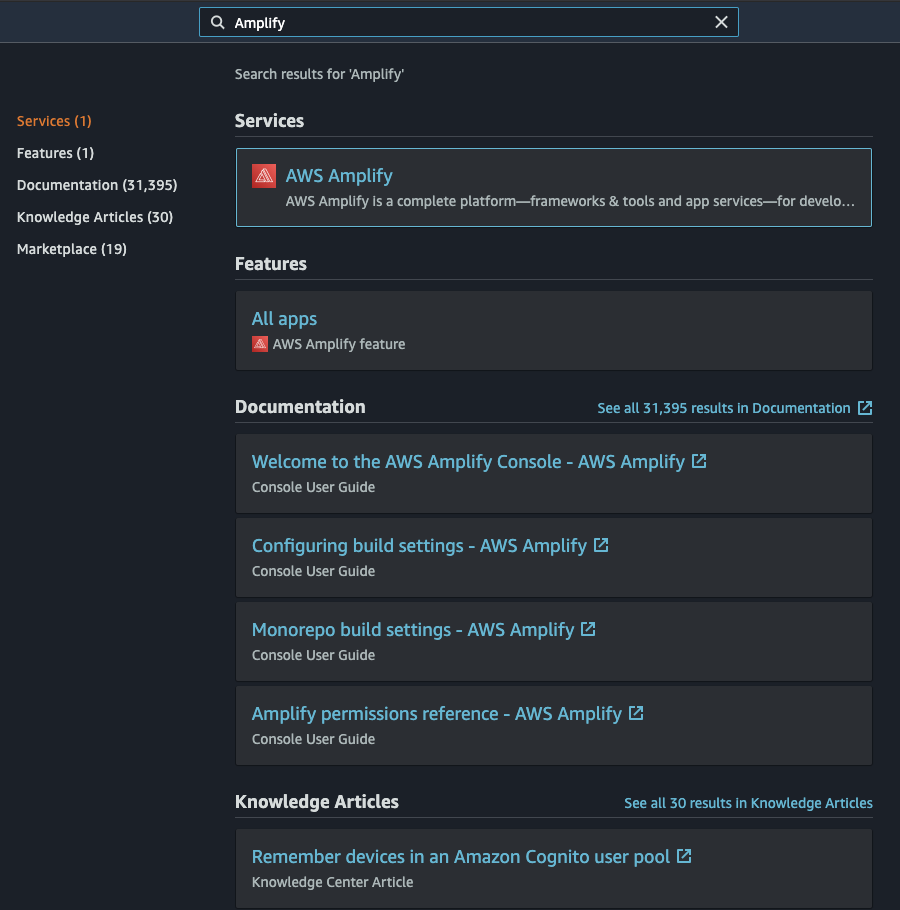 Amplify
Search results for 'Amplify'
Services (1)
Features (1)
Documentation (31,395)
Knowledge Articles (30)
Marketplace (19)
Services
AWS Amplify
AWS Amplify is a complete platform—frameworks & tools and app services—for develo...
Features
All apps
AWS Amplify feature
Documentation
See all 31,395 results in Documentation
Welcome to the AWS Amplify Console - AWS Amplify
Console User Guide
Configuring build settings - AWS Amplify
Console User Guide
Monorepo build settings - AWS Amplify
Console User Guide
Amplify permissions reference - AWS Amplify
Console User Guide
Knowledge Articles
See all 30 results in Knowledge Articles
Remember devices in an Amazon Cognito user pool
Knowledge Center Article